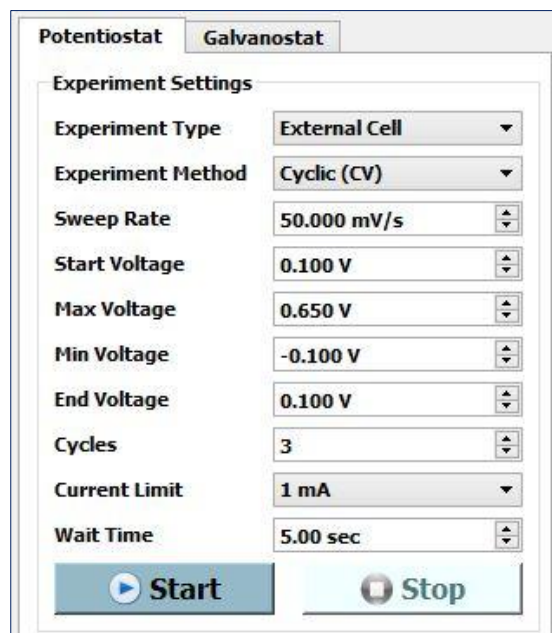 Potentiostat Galvanostat
Experiment Settings
Experiment Type External Cell
Experiment Method Cyclic (CV)
Sweep Rate 50.000 mV/s
Start Voltage 0.100 V
Max Voltage 0.650 V
Min Voltage -0.100 V
End Voltage 0.100 V
Cycles 3
Current Limit 1 mA
Wait Time 5.00 sec
Start Stop